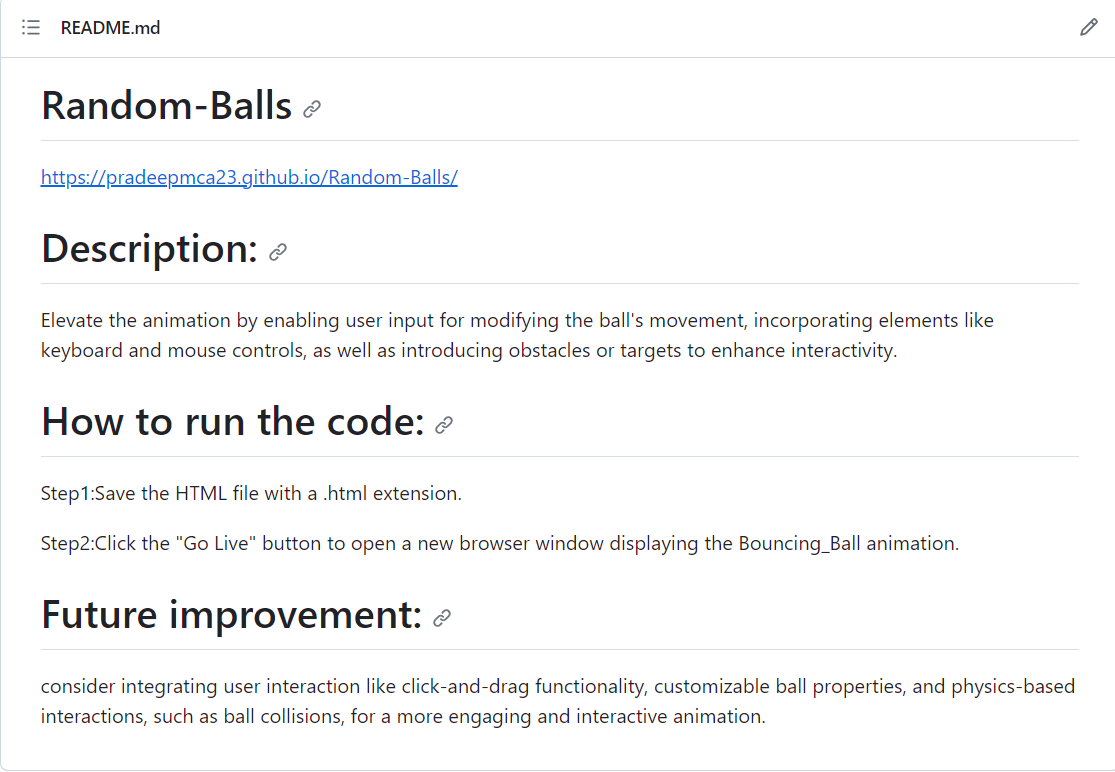 README.md
Random-Balls
https://pradeepmca23.github.io/Random-Balls/
Description:
Elevate the animation by enabling user input for modifying the ball's movement, incorporating elements like
keyboard and mouse controls, as well as introducing obstacles or targets to enhance interactivity.
How to run the code:
Step1:Save the HTML file with a .html extension.
Step2:Click the "Go Live" button to open a new browser window displaying the Bouncing_Ball animation.
Future improvement:
consider integrating user interaction like click-and-drag functionality, customizable ball properties, and physics-based
interactions, such as ball collisions, for a more engaging and interactive animation.